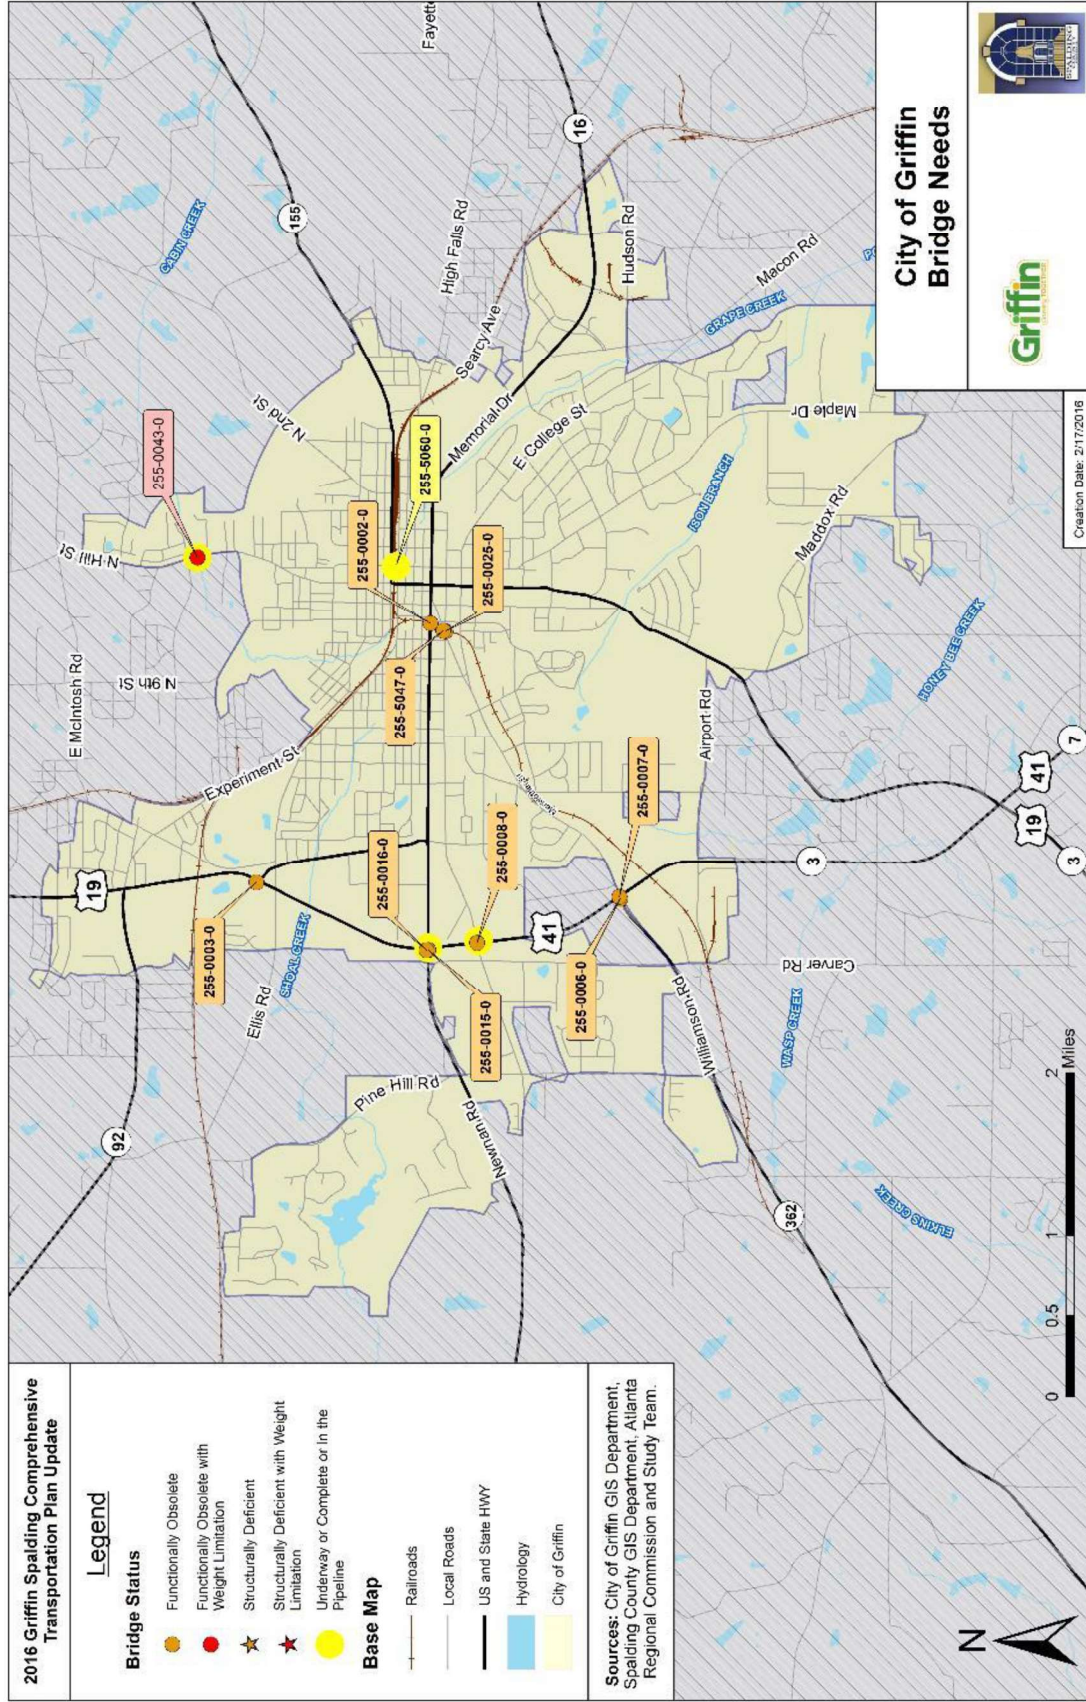 2016 Griffin Spalding Comprehensive
Transportation Plan Update
Legend
Bridge Status
Functionally Obsolete
Functionally Obsolete with
Weight Limitation
Structurally Deficient
Structurally Deficient with Weight
Limitation
Underway or Complete or In the
Pipeline
Base Map
Railroads
Local Roads
US and State HWY
Hydrology
City of Griffin
Sources: City of Griffin GIS Department,
Spalding County GIS Department, Atlanta
Regional Commission and Study Team.
N
0 0.5 1 2
Miles
92
19
E McIntosh Rd
N 9th St
N Hill St
255-0043-0
CABIN CREEK
155
N 2nd St
Experiment St
255-0003-0
Ellis Rd
SHOAL CREEK
Pine Hill Rd
Newnan Rd
255-0016-0
255-0015-0
255-0008-0
41
255-5047-0
255-0002-0
255-0025-0
255-5060-0
High Falls Rd
Searcy Ave
Memorial Dr
E College St
16
Hudson Rd
Macon Rd
GRAPE CREEK
255-0006-0
255-0007-0
Airport Rd
ISON BRANCH
Maple Dr
Maddox Rd
Williamson Rd
Carver Rd
WASP CREEK
362
ELKINS CREEK
3
HONEY BEE CREEK
19
41
3
7
City of Griffin
Bridge Needs
Griffin
SPALDING
Creation Date: 2/17/2016